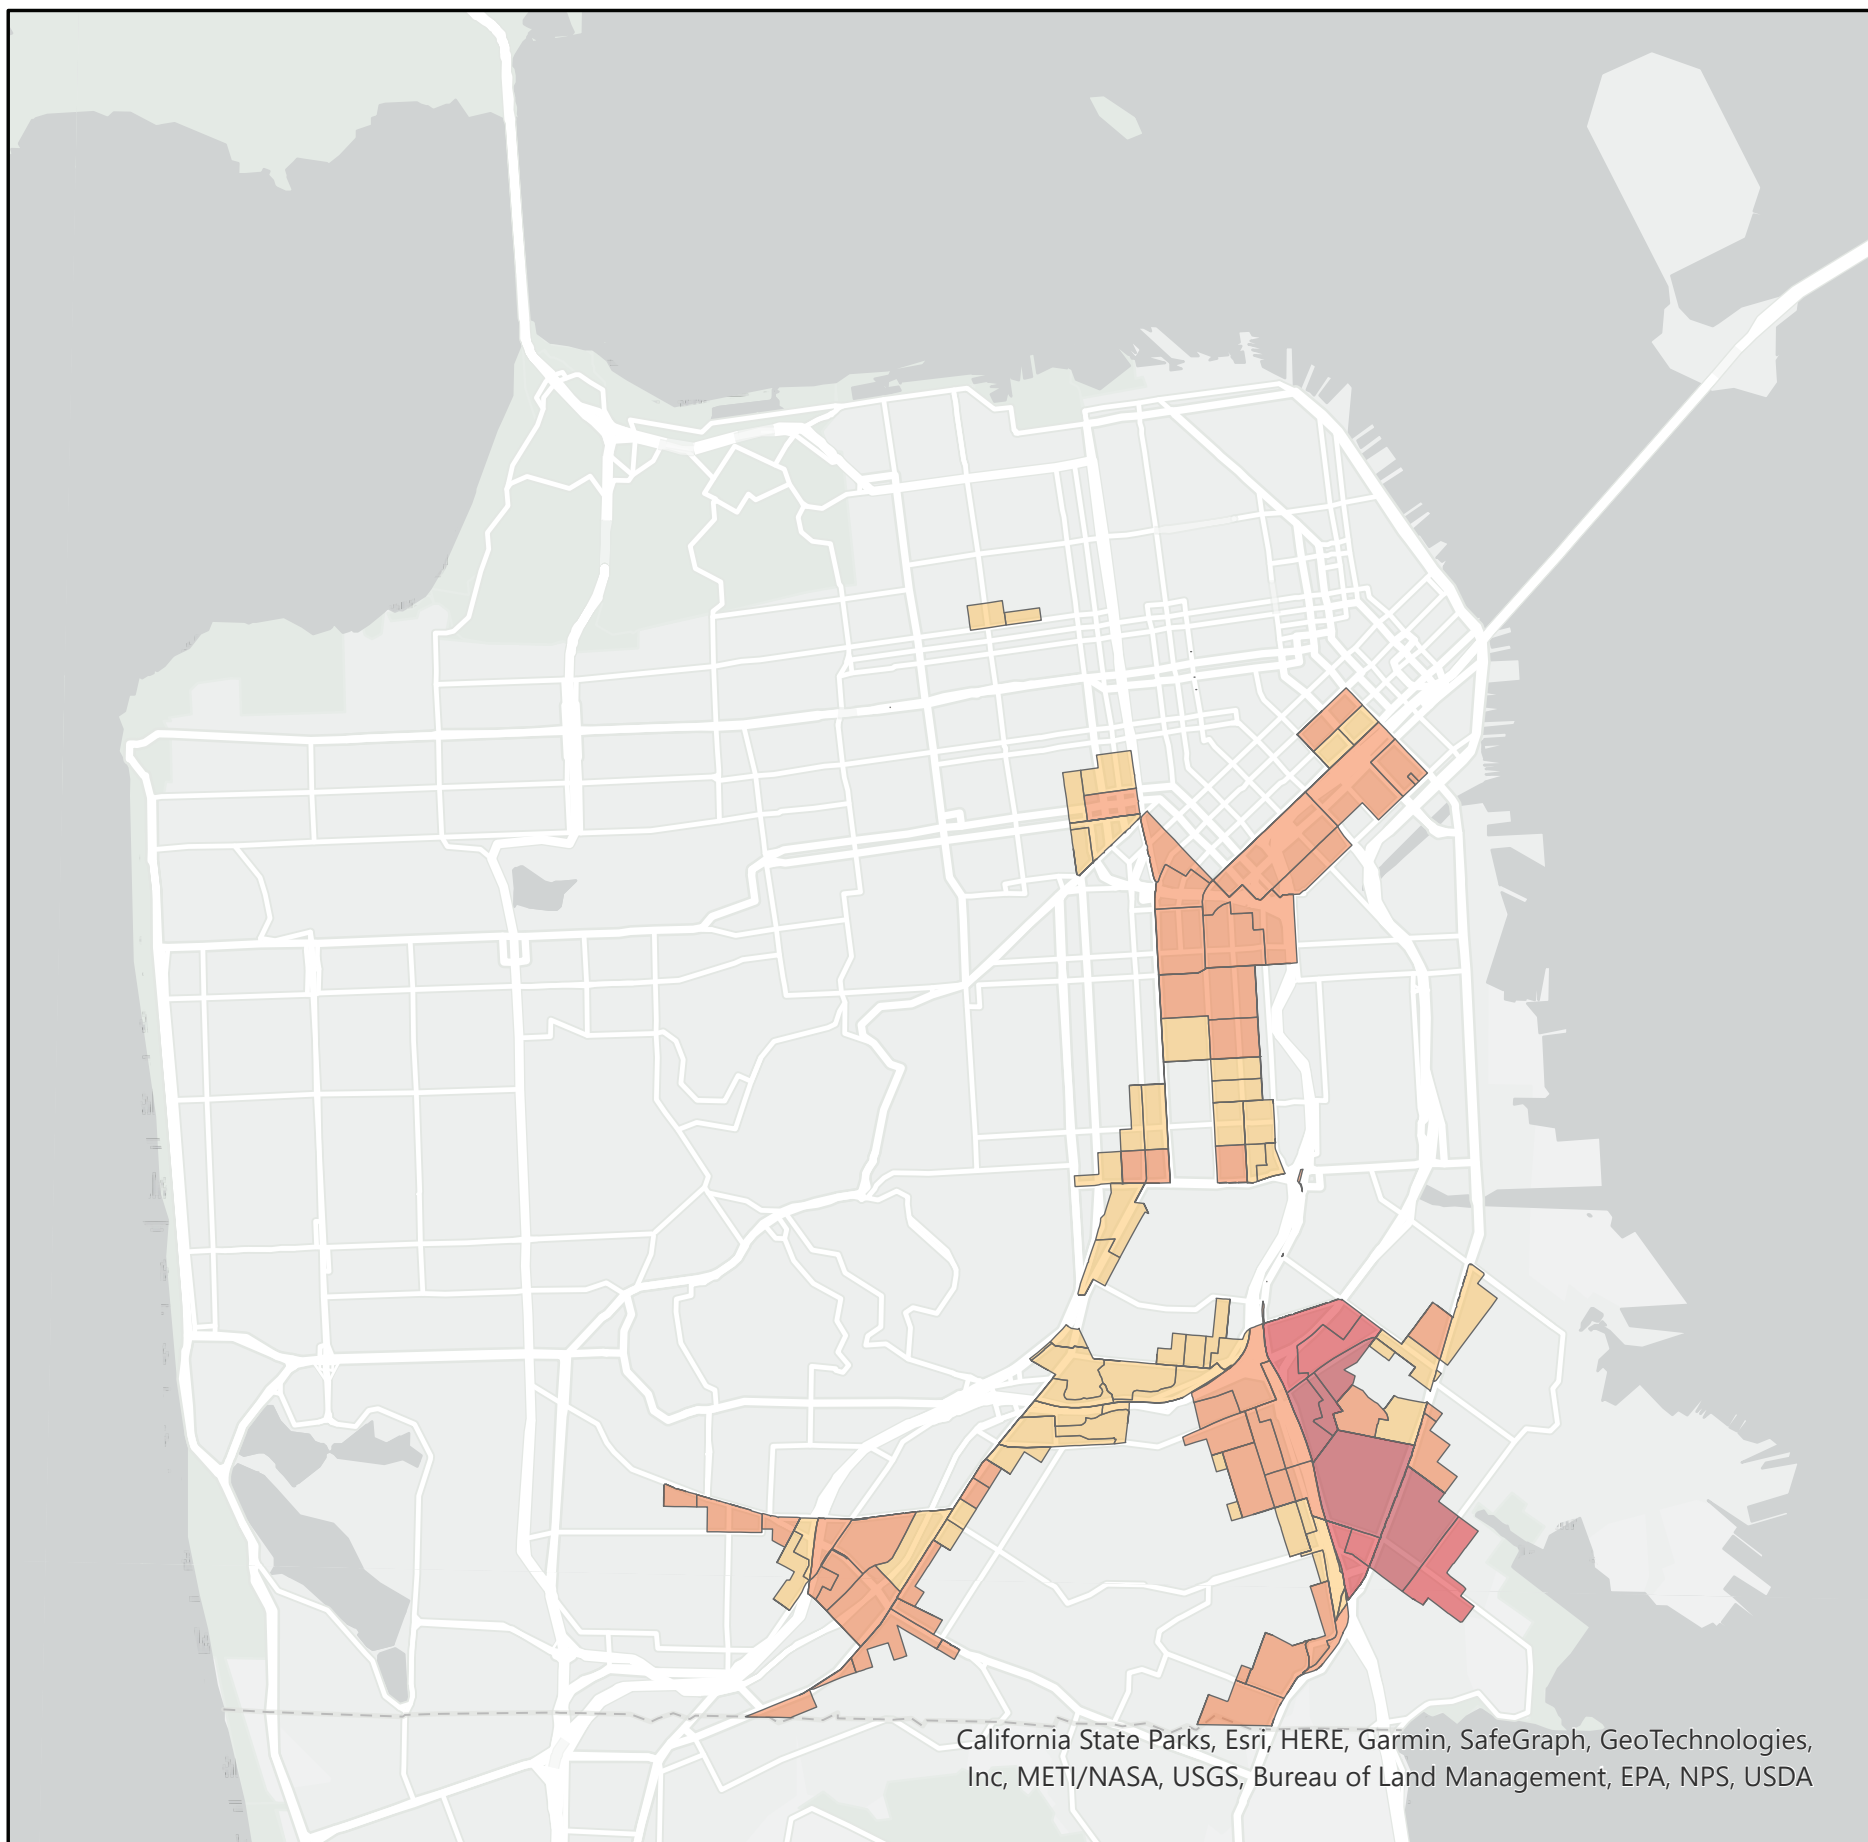 California State Parks, Esri, HERE, Garmin, SafeGraph, GeoTechnologies,
Inc, METI/NASA, USGS, Bureau of Land Management, EPA, NPS, USDA